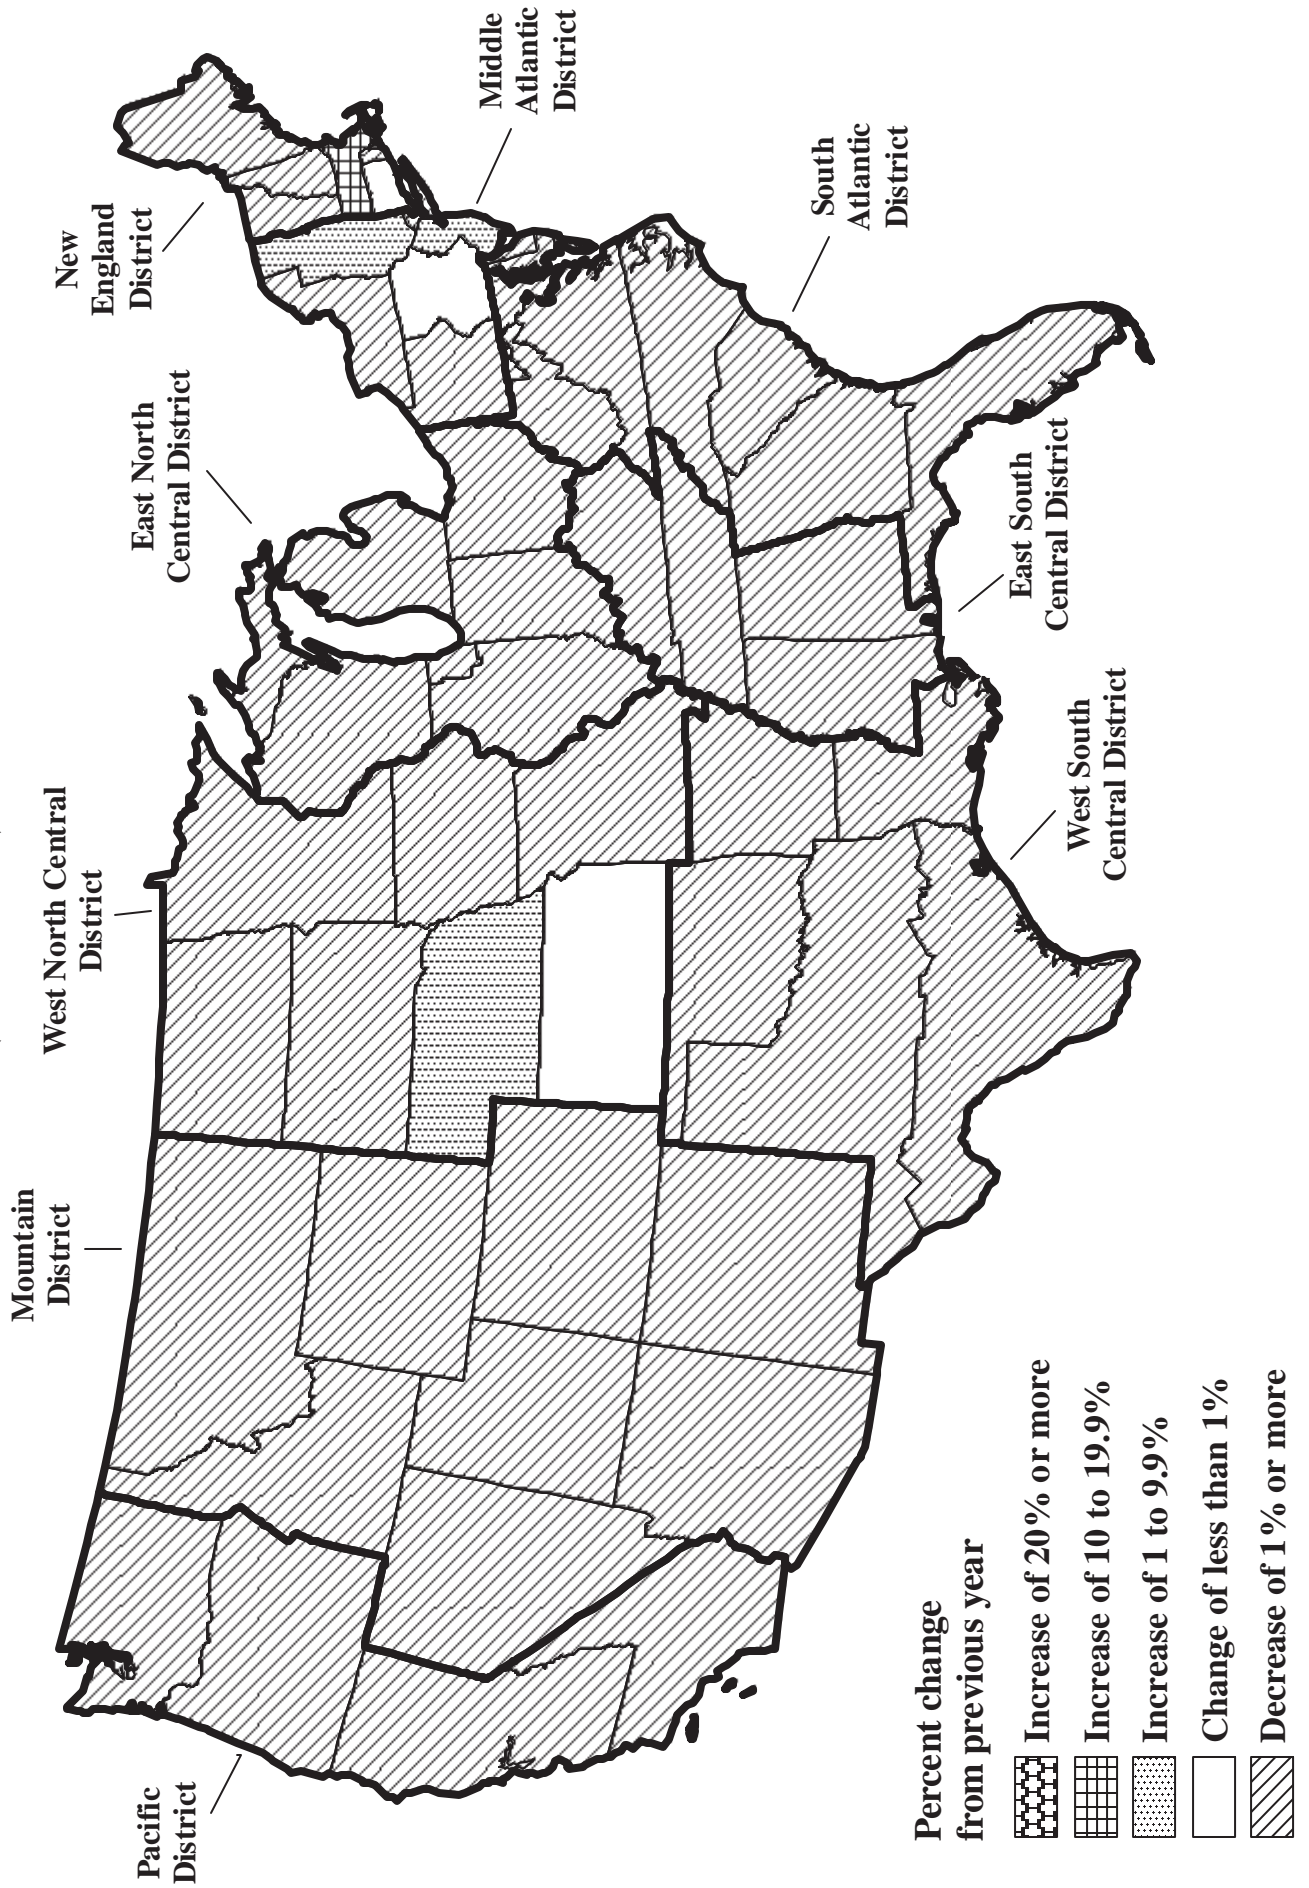 Pacific
District
Mountain
District
West North Central
District
East North
Central District
New
England
District
Middle
Atlantic
District
South
Atlantic
District
East South
Central District
West South
Central District
Percent change
from previous year
Increase of 20% or more
Increase of 10 to 19.9%
Increase of 1 to 9.9%
Change of less than 1%
Decrease of 1% or more